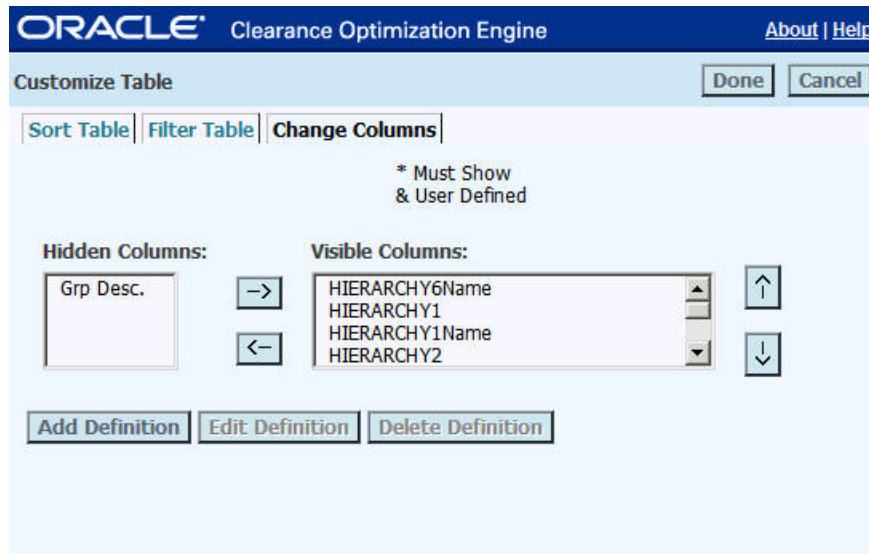 ORACLE Clearance Optimization Engine About | Help
Customize Table Done Cancel
Sort Table Filter Table Change Columns
* Must Show
& User Defined
Hidden Columns: Visible Columns:
Grp Desc. --> HIERARCHY6Name
HIERARCHY1
HIERARCHY1Name
<-- HIERARCHY2
Add Definition Edit Definition Delete Definition